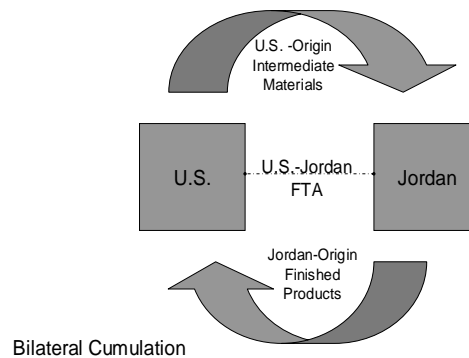 U.S. -Origin
Intermediate
Materials
U.S.
U.S.-Jordan
FTA
Jordan
Jordan-Origin
Finished
Products
Bilateral Cumulation